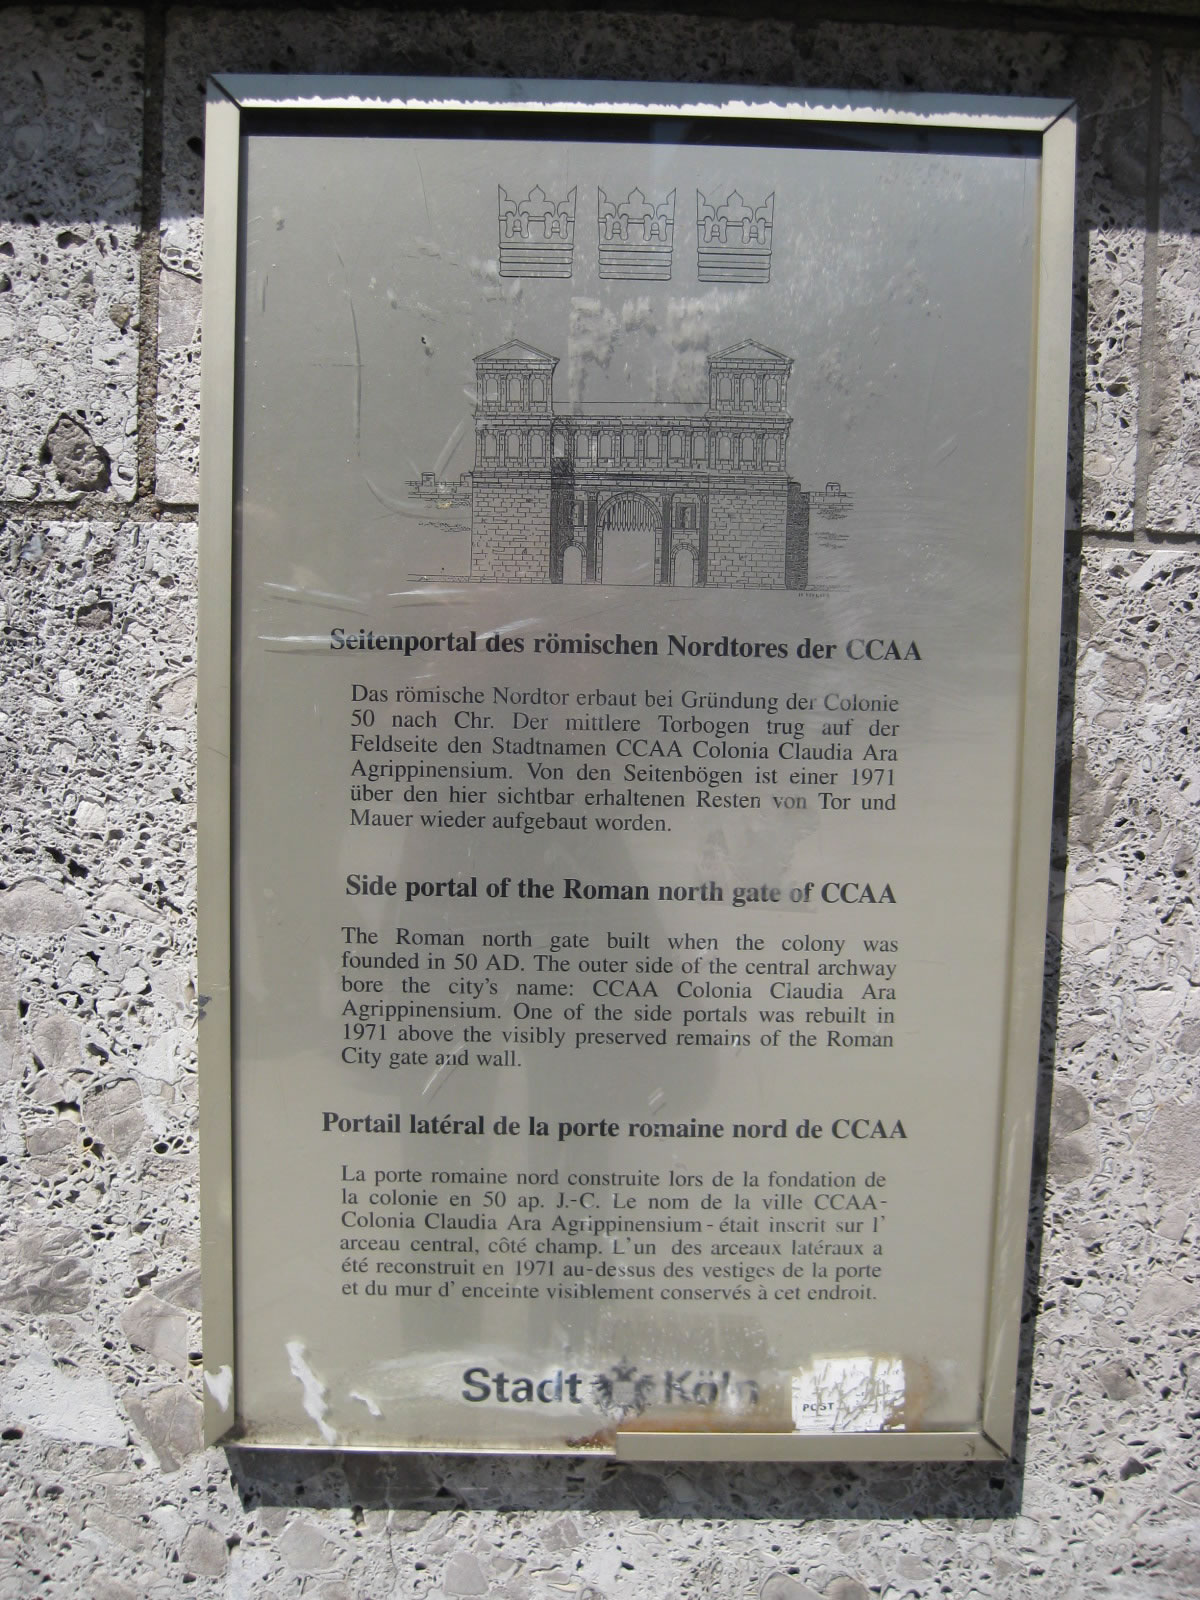 Seitenportal des römischen Nordtores der CCAA
Das römische Nordtor erbaut bei Gründung der Colonie
50 nach Chr. Der mittlere Torbogen trug auf der
Feldseite den Stadtnamen CCAA Colonia Claudia Ara
Agrippinensium. Von den Seitenbögen ist einer 1971
über den hier sichtbar erhaltenen Resten von Tor und
Mauer wieder aufgebaut worden.
Side portal of the Roman north gate of CCAA
The Roman north gate built when the colony was
founded in 50 AD. The outer side of the central archway
bore the city's name: CCAA Colonia Claudia Ara
Agrippinensium. One of the side portals was rebuilt in
1971 above the visibly preserved remains of the Roman
City gate and wall.
Portail latéral de la porte romaine nord de CCAA
La porte romaine nord construite lors de la fondation de
la colonie en 50 ap. J.-C. Le nom de la ville CCAA-
Colonia Claudia Ara Agrippinensium - était inscrit sur l'
arceau central, côté champ. L'un des arceaux latéraux a
été reconstruit en 1971 au-dessus des vestiges de la porte
et du mur d' enceinte visiblement conservés à cet endroit.
Stadt Köln
POST